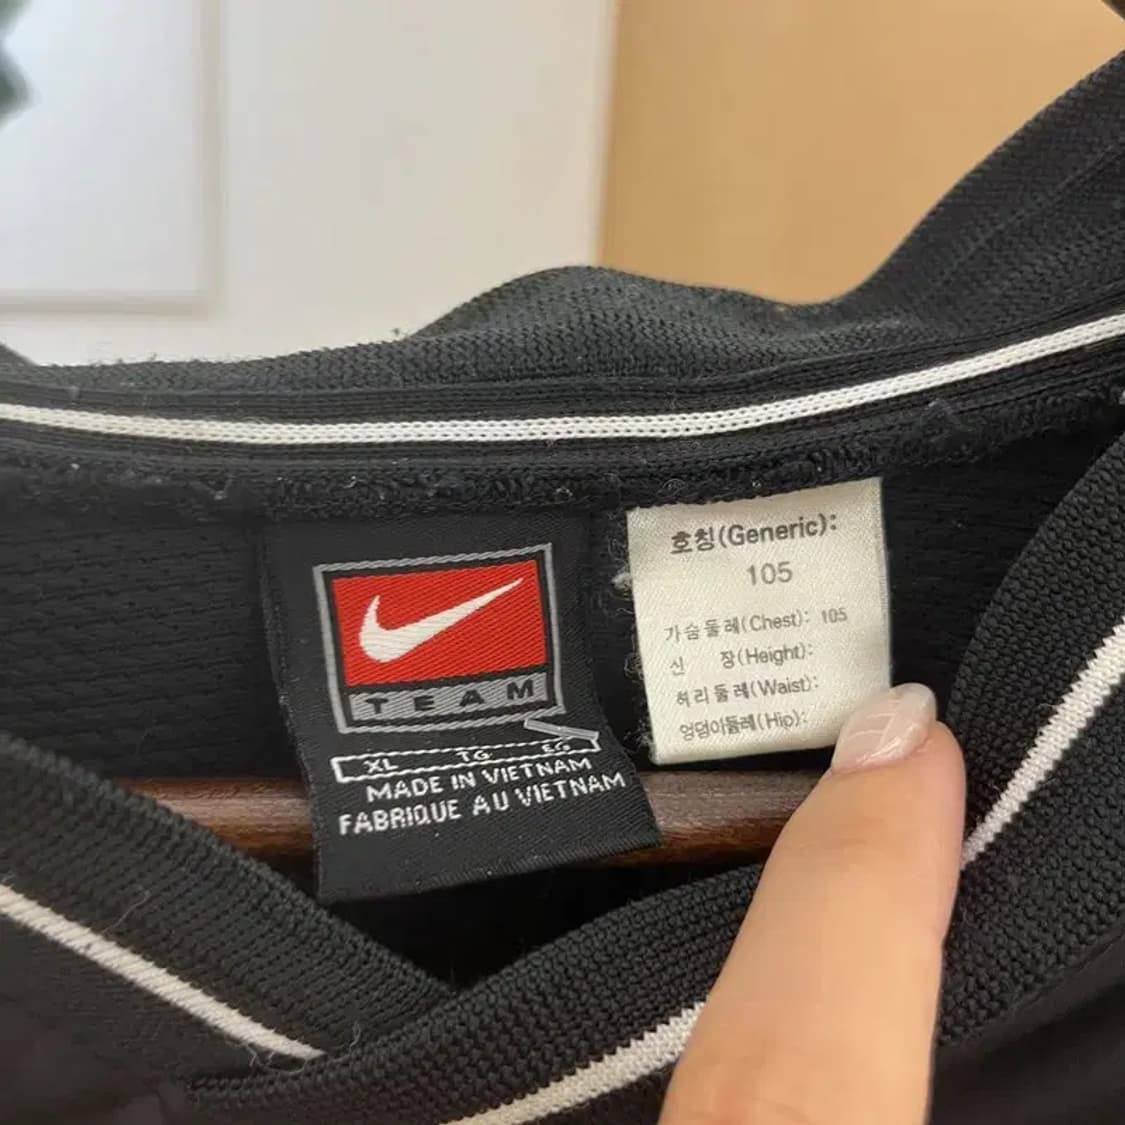 TEAM
XL TG EG
MADE IN VIETNAM
FABRIQUE AU VIETNAM
호칭(Generic):
105
가슴둘레(Chest): 105
신 장(Height):
허리둘레(Waist):
엉덩이둘레(Hip):